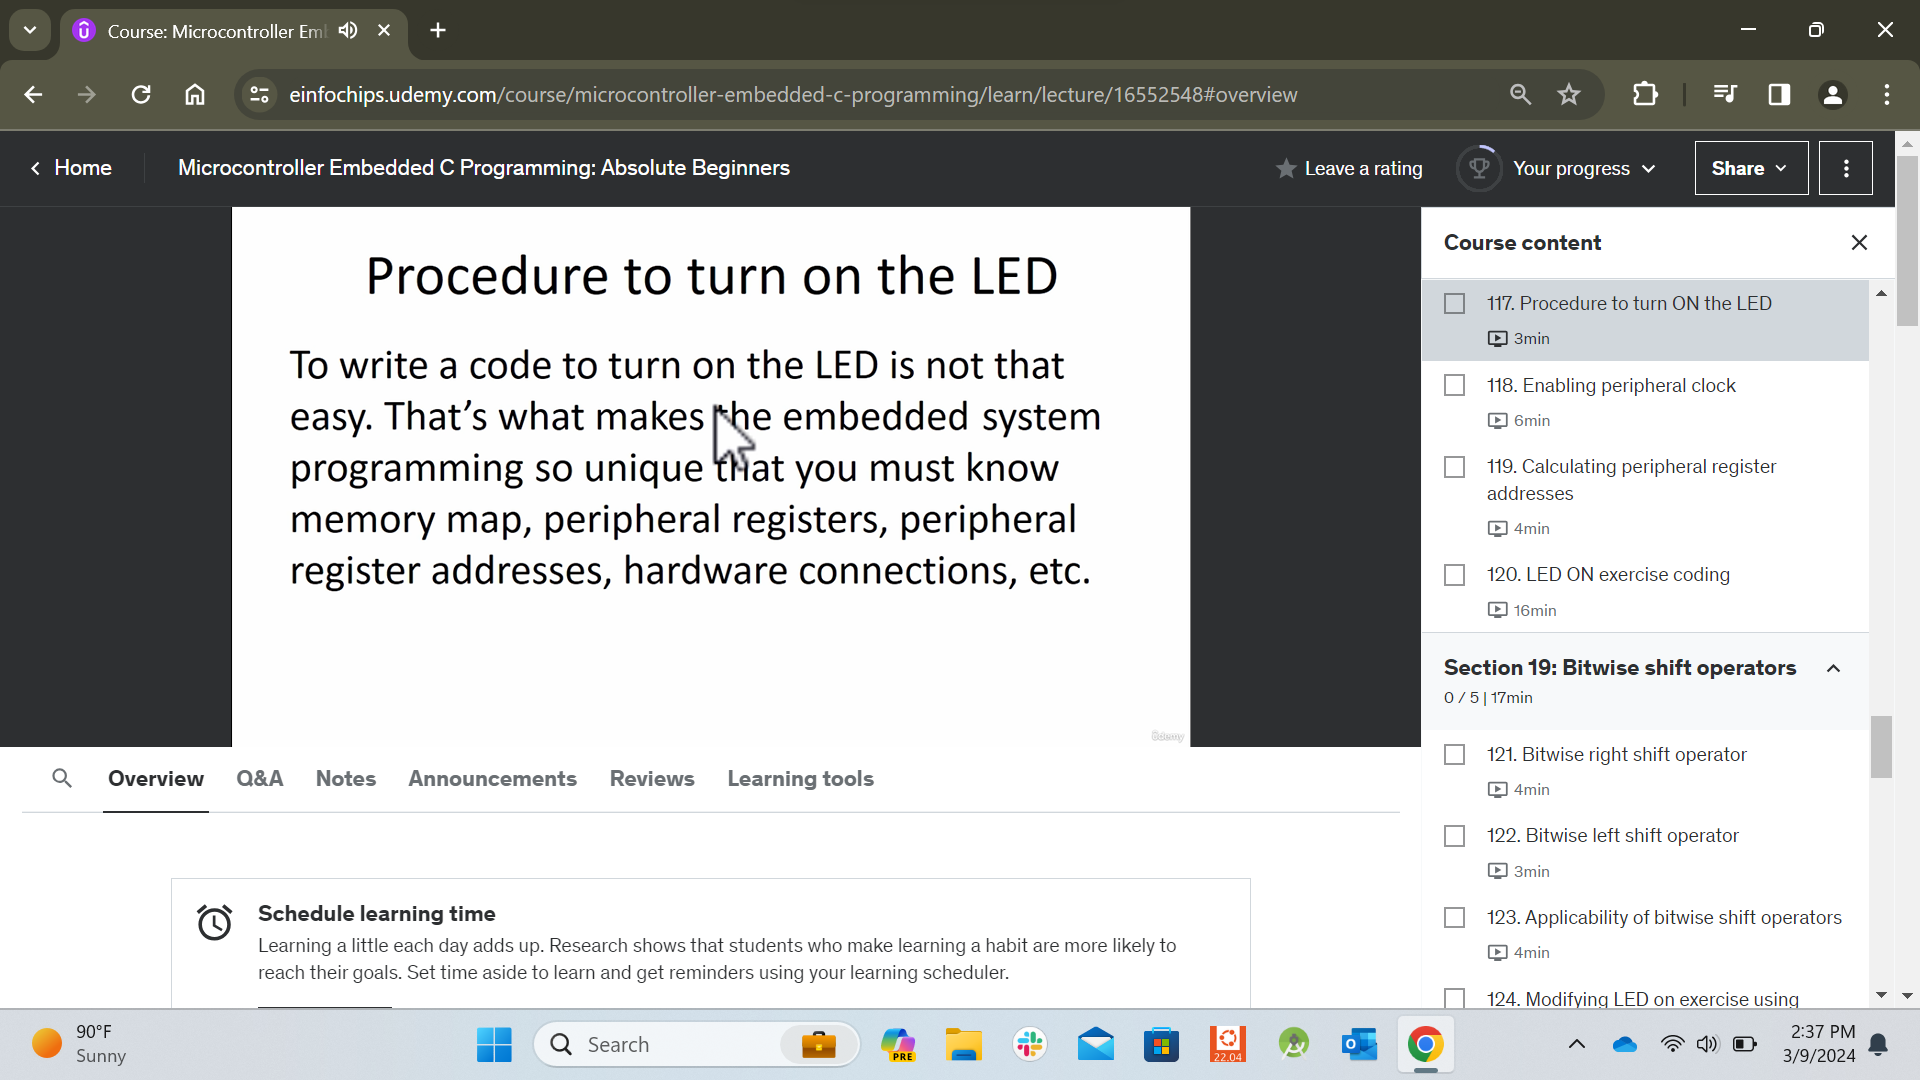 Course: Microcontroller Em
einfochips.udemy.com/course/microcontroller-embedded-c-programming/learn/lecture/16552548#overview
Home
Microcontroller Embedded C Programming: Absolute Beginners
Leave a rating
Your progress
Share
Procedure to turn on the LED
To write a code to turn on the LED is not that
easy. That's what makes the embedded system
programming so unique that you must know
memory map, peripheral registers, peripheral
register addresses, hardware connections, etc.
Udemy
Course content
117. Procedure to turn ON the LED
3min
118. Enabling peripheral clock
6min
119. Calculating peripheral register
addresses
4min
120. LED ON exercise coding
16min
Section 19: Bitwise shift operators
0 / 5 | 17min
121. Bitwise right shift operator
4min
122. Bitwise left shift operator
3min
123. Applicability of bitwise shift operators
4min
124. Modifying LED on exercise using
Overview
Q&A
Notes
Announcements
Reviews
Learning tools
Schedule learning time
Learning a little each day adds up. Research shows that students who make learning a habit are more likely to
reach their goals. Set time aside to learn and get reminders using your learning scheduler.
90°F
Sunny
Search
PRE
22.04
2:37 PM
3/9/2024